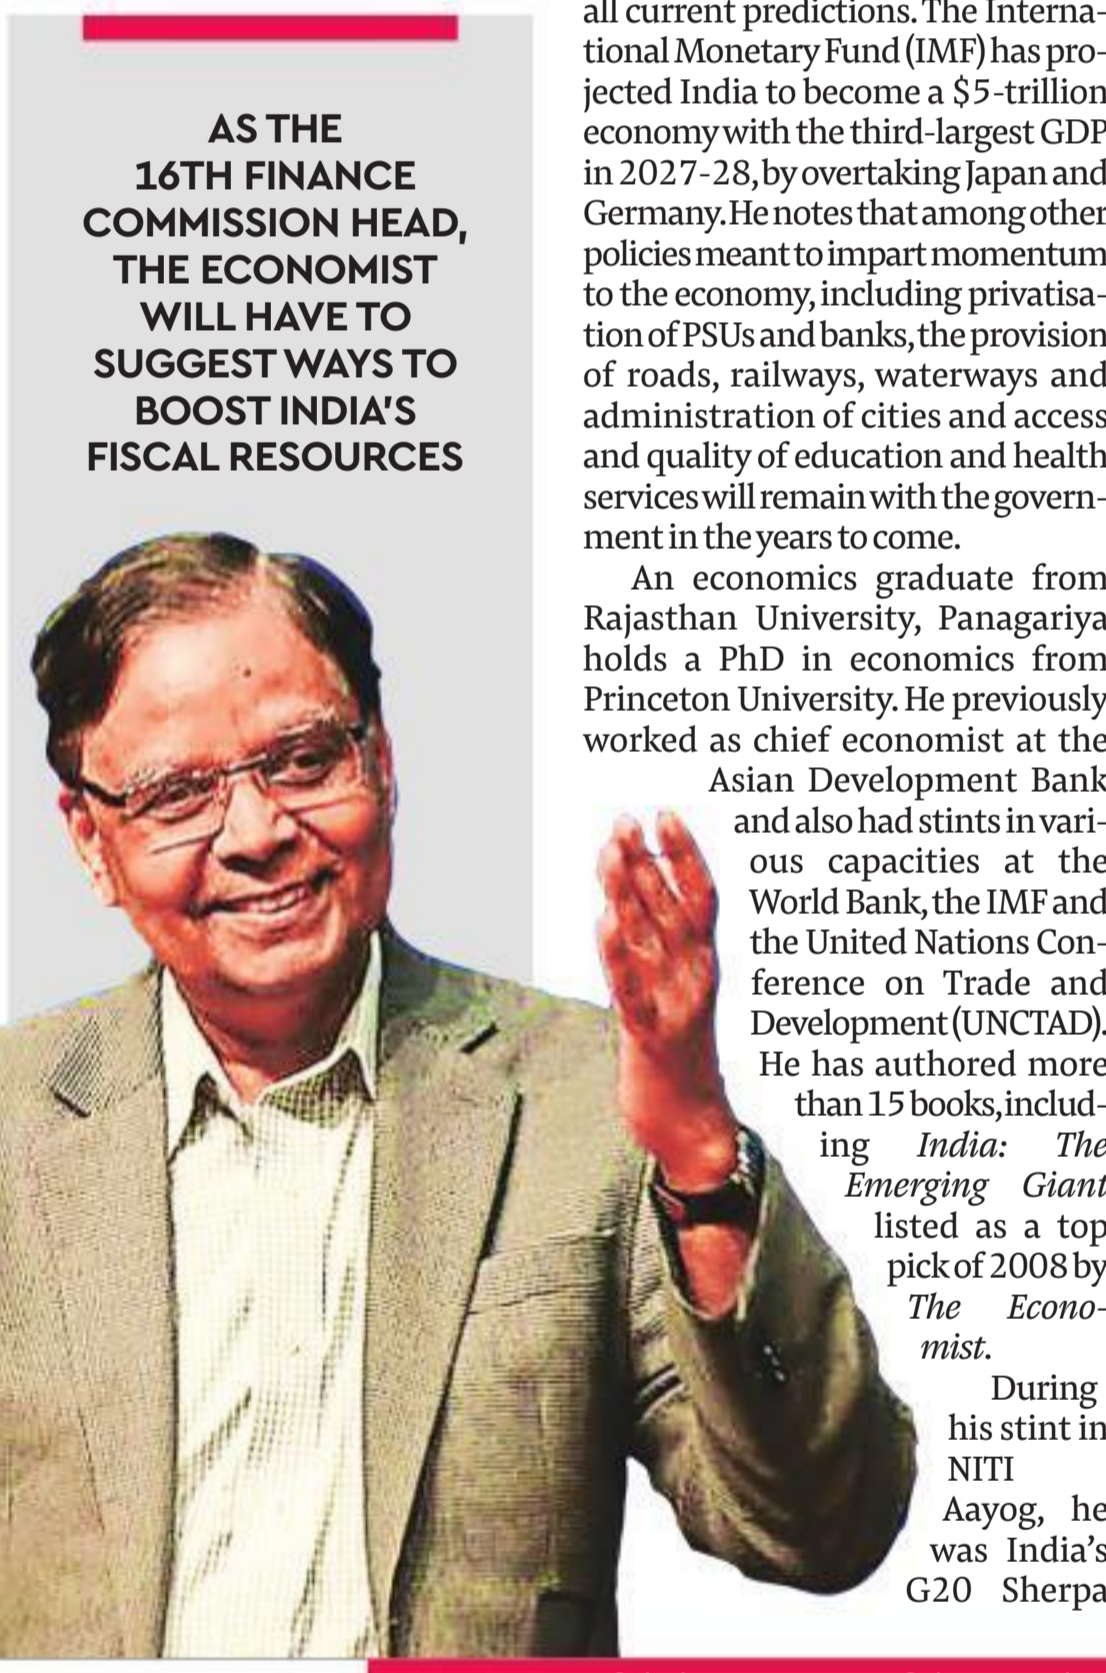 AS THE
16TH FINANCE
COMMISSION HEAD,
THE ECONOMIST
WILL HAVE TO
SUGGEST WAYS TO
BOOST INDIA'S
FISCAL RESOURCES
all current predictions. The Interna-
tional Monetary Fund (IMF) has pro-
jected India to become a $5-trillion
economy with the third-largest GDP
in 2027-28, by overtaking Japan and
Germany. He notes that among other
policies meant to impart momentum
to the economy, including privatisa-
tion of PSUs and banks, the provision
of roads, railways, waterways and
administration of cities and access
and quality of education and health
services will remain with the govern-
ment in the years to come.
An economics graduate from
Rajasthan University, Panagariya
holds a PhD in economics from
Princeton University. He previously
worked as chief economist at the
Asian Development Bank
and also had stints in vari-
ous capacities at the
World Bank, the IMF and
the United Nations Con-
ference on Trade and
Development (UNCTAD).
He has authored more
than 15 books, includ-
ing India: The
Emerging Giant
listed as a top
pick of 2008 by
The Econo-
mist.
During
his stint in
NITI
Aayog, he
was India's
G20 Sherpa